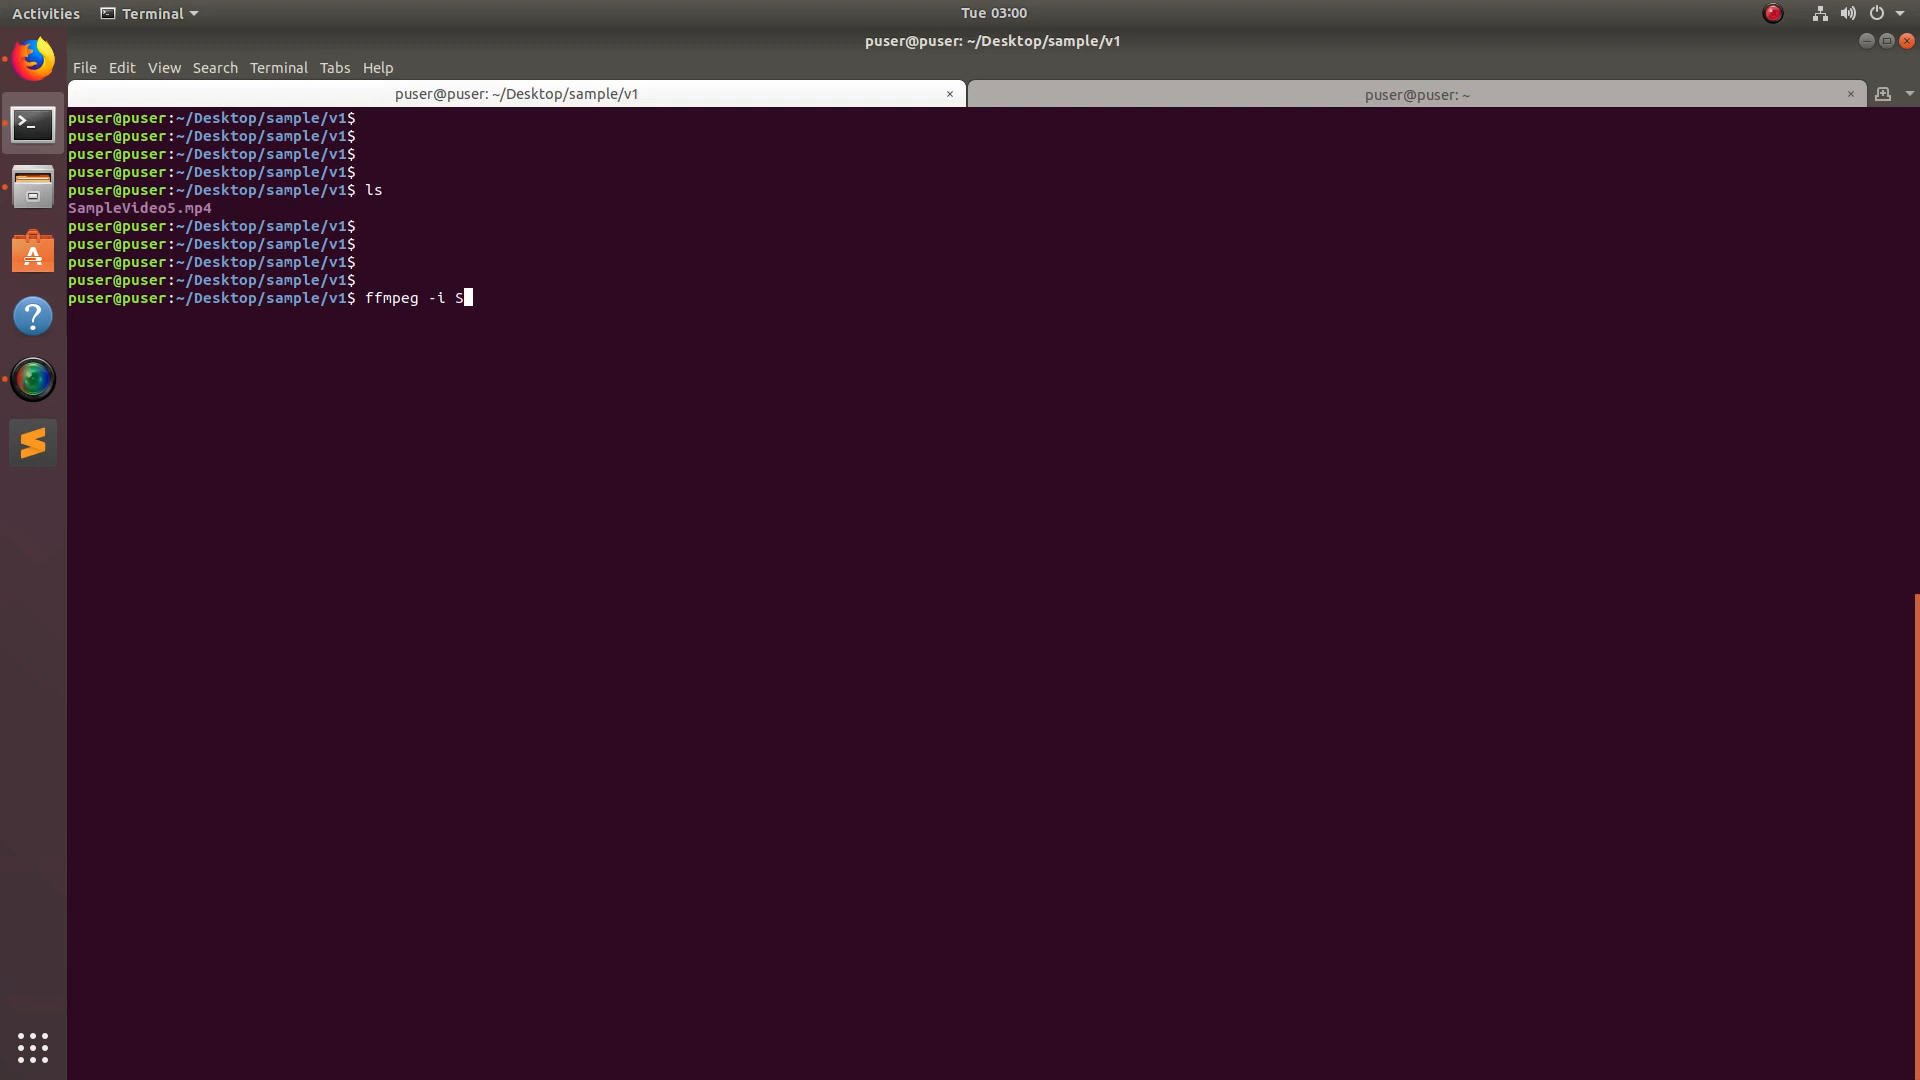 Activities Terminal Tue 03:00
puser@puser: ~/Desktop/sample/v1
File Edit View Search Terminal Tabs Help
puser@puser: ~/Desktop/sample/v1 × puser@puser: ~ ×
puser@puser:~/Desktop/sample/v1$
puser@puser:~/Desktop/sample/v1$
puser@puser:~/Desktop/sample/v1$
puser@puser:~/Desktop/sample/v1$
puser@puser:~/Desktop/sample/v1$ ls
SampleVideo5.mp4
puser@puser:~/Desktop/sample/v1$
puser@puser:~/Desktop/sample/v1$
puser@puser:~/Desktop/sample/v1$
puser@puser:~/Desktop/sample/v1$
puser@puser:~/Desktop/sample/v1$ ffmpeg -i S